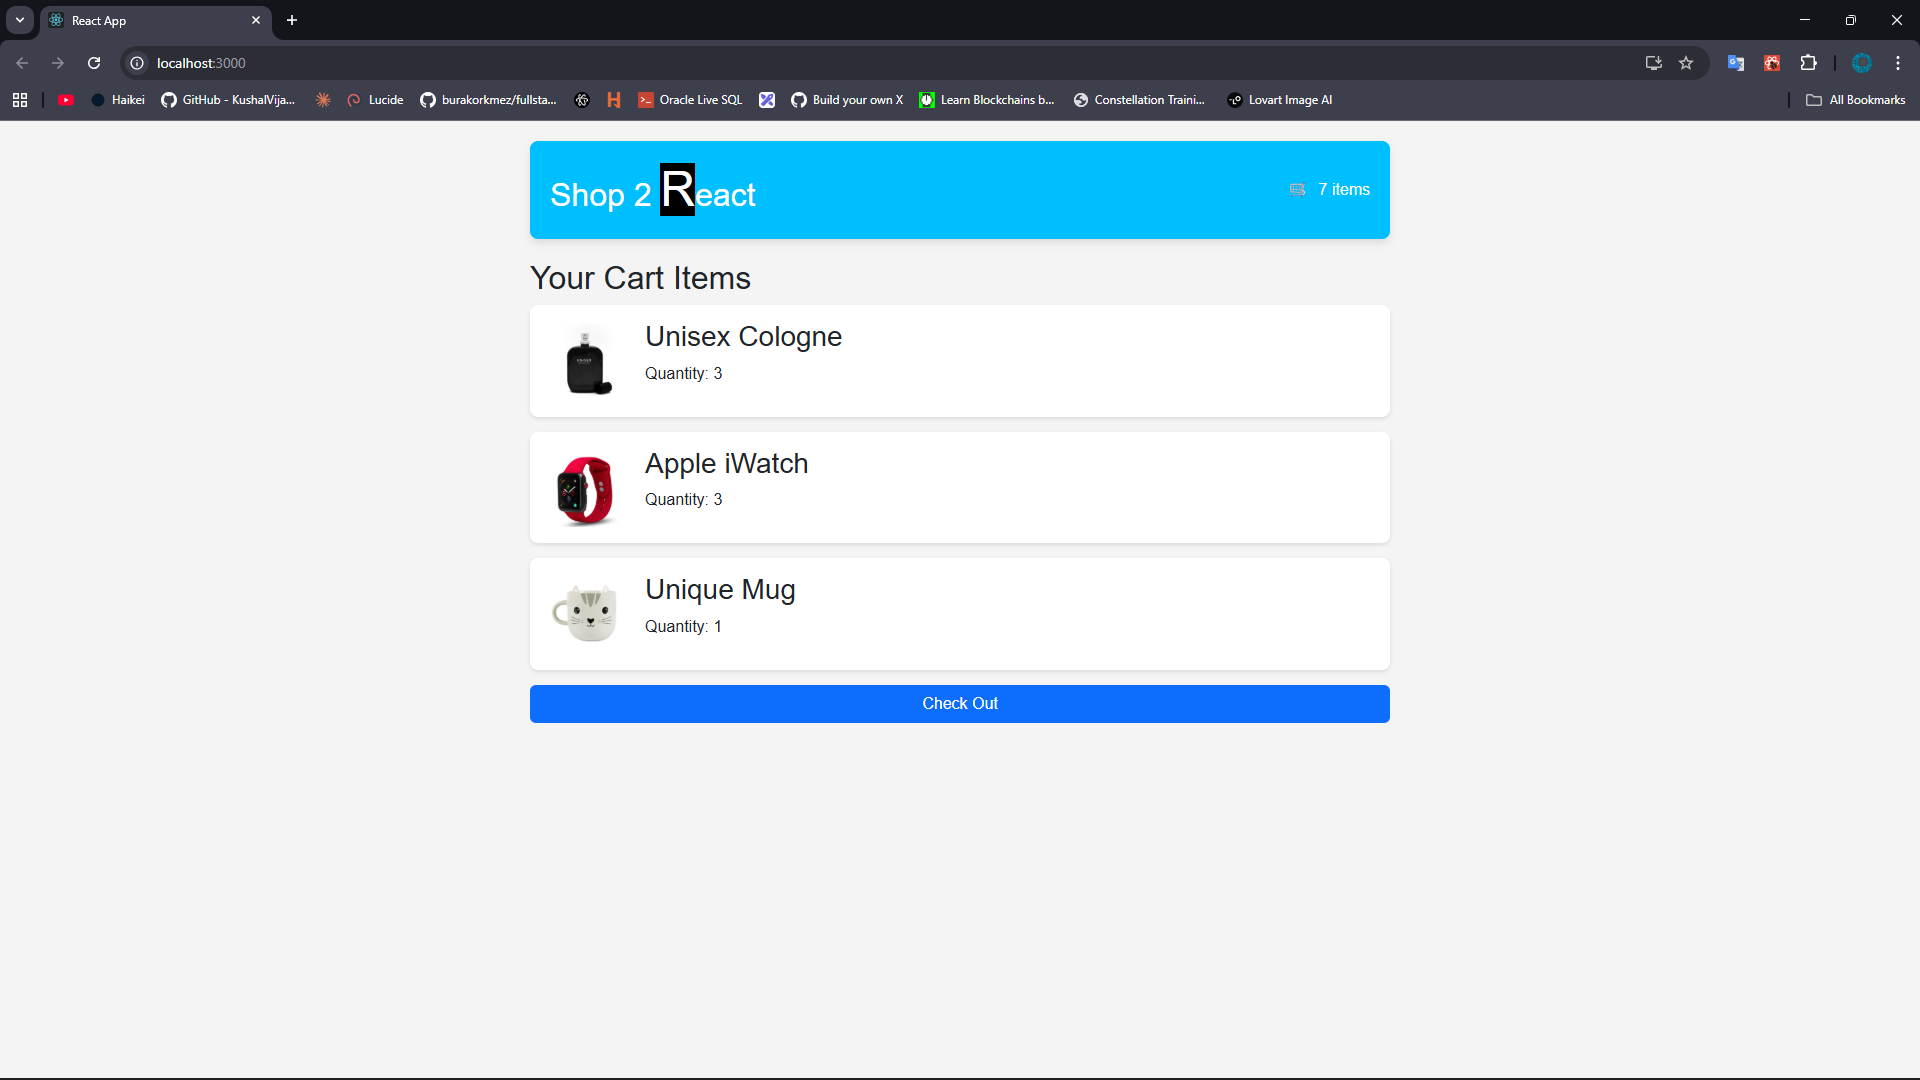 React App
localhost:3000
Haikei
GitHub - KushalVija...
Lucide
burakorkmez/fullsta...
Oracle Live SQL
Build your own X
Learn Blockchains b...
Constellation Traini...
Lovart Image AI
All Bookmarks
Shop 2 React
7 items
Your Cart Items
Unisex Cologne
Quantity: 3
Apple iWatch
Quantity: 3
Unique Mug
Quantity: 1
Check Out